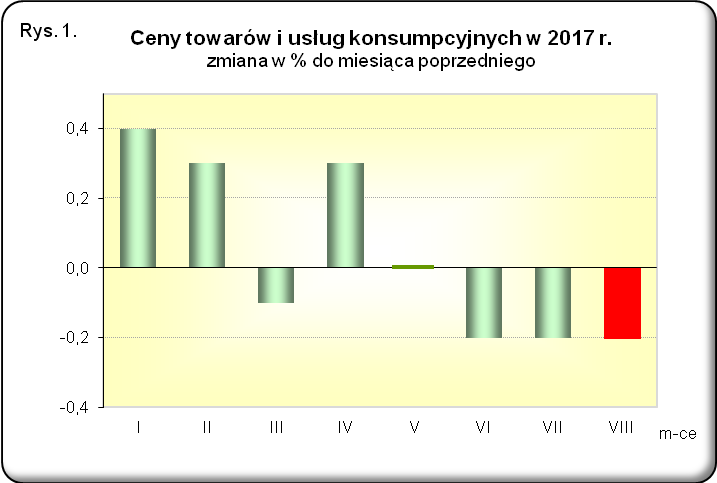 Rys. 1.
Ceny towarów i usług konsumpcyjnych w 2017 r.
zmiana w % do miesiąca poprzedniego
0,4
0,2
0,0
-0,2
-0,4
I II III IV V VI VII VIII
m-ce